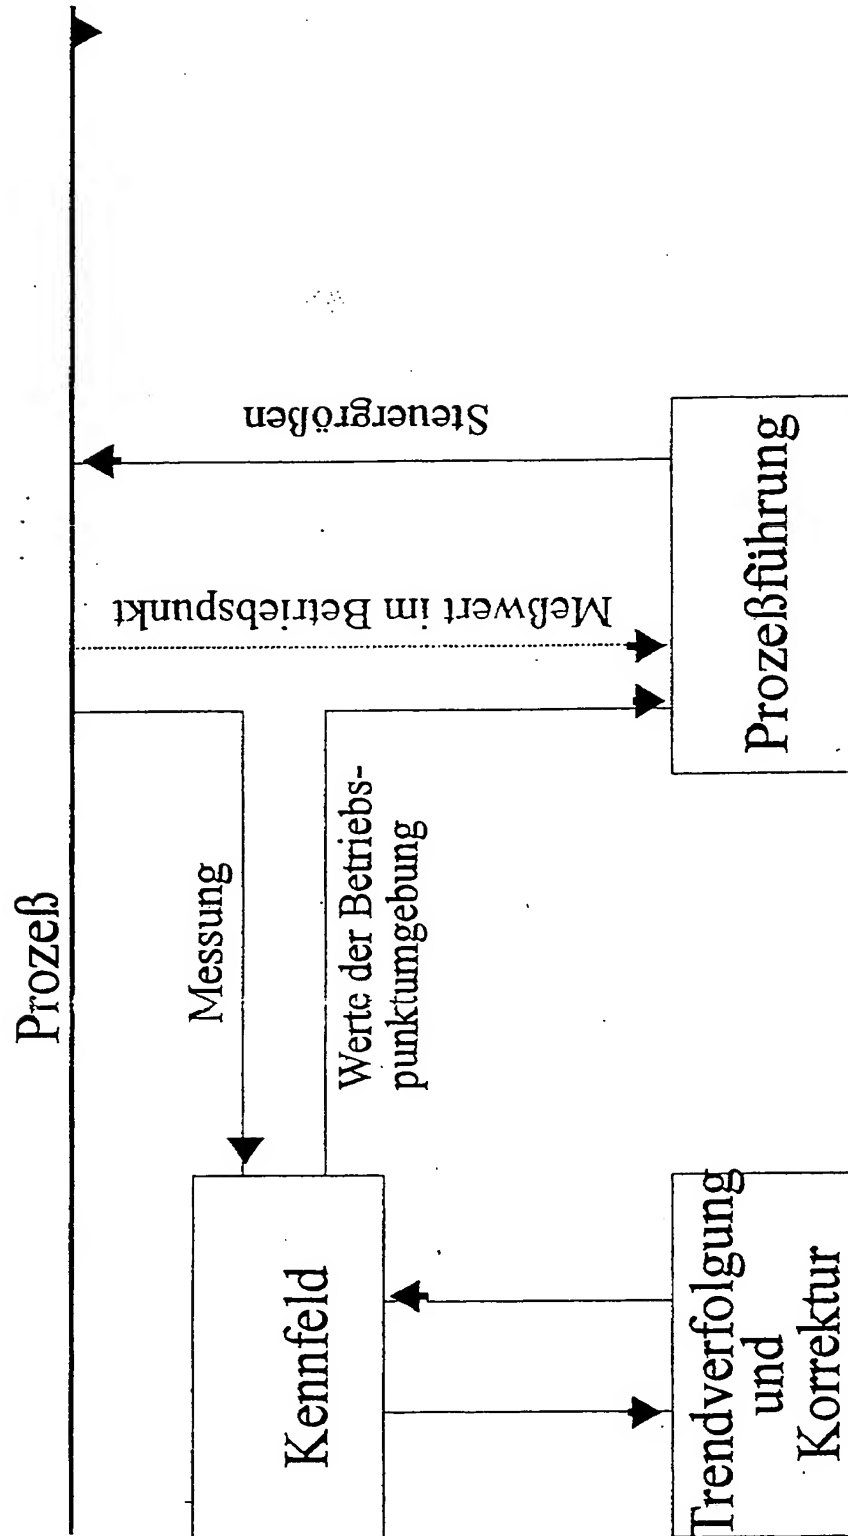 Prozeß
Messung
Werte der Betriebs-
punktumgebung
Meßwert im Betriebspunkt
Steuergrößen
Kennfeld
Trendverfolgung
und
Korrektur
Prozeßführung